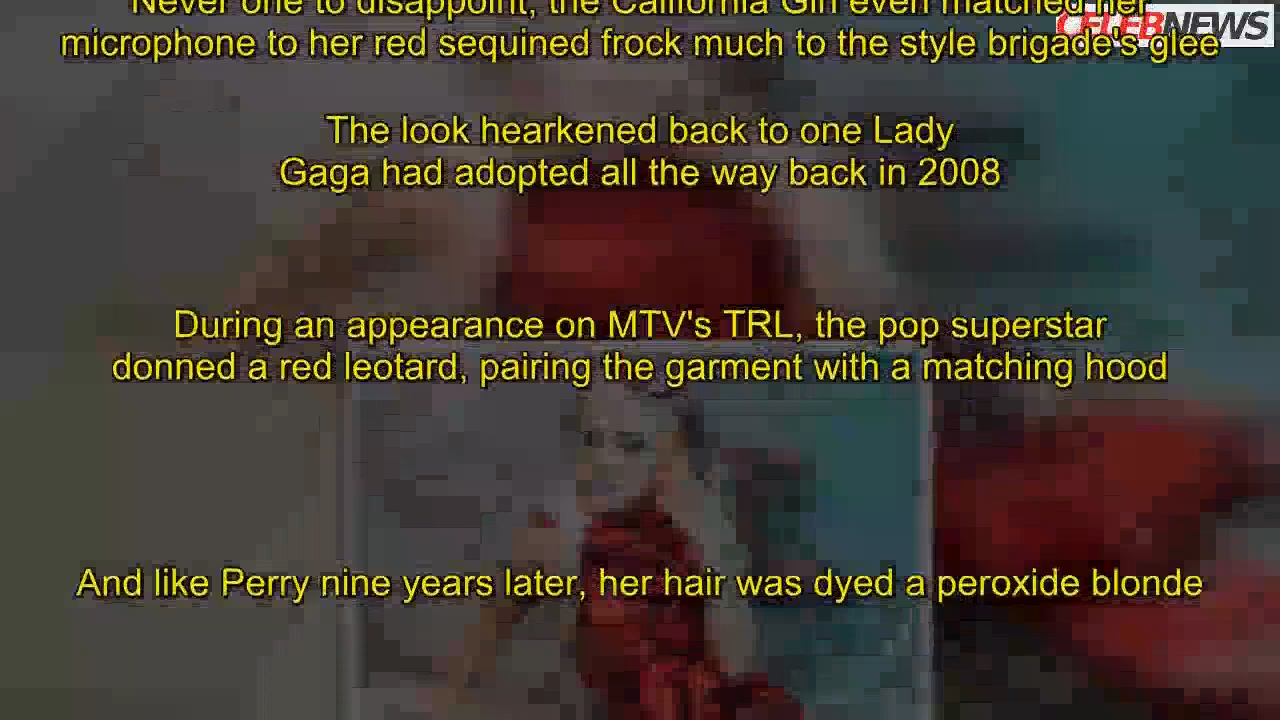 Never one to disappoint, the California Girl even matched her
microphone to her red sequined frock much to the style brigade's glee
CELEBNEWS
The look hearkened back to one Lady
Gaga had adopted all the way back in 2008
During an appearance on MTV's TRL, the pop superstar
donned a red leotard, pairing the garment with a matching hood
And like Perry nine years later, her hair was dyed a peroxide blonde